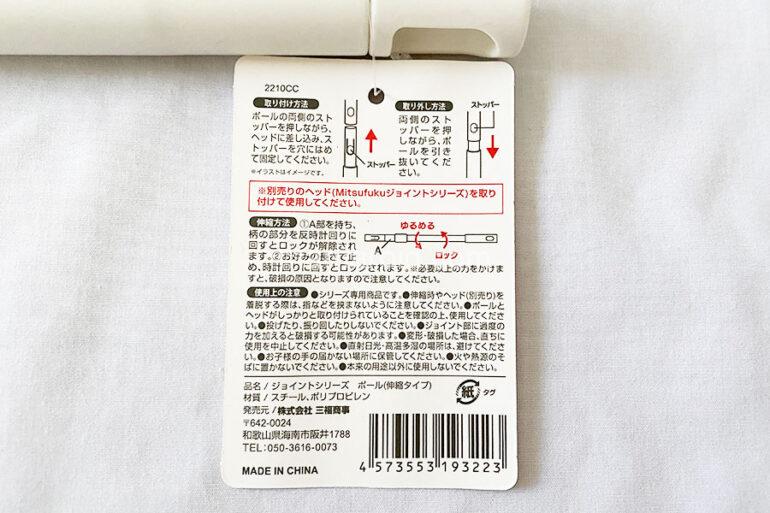 2210CC
取り付け方法
ポールの両側のスト
ッパーを押しながら、
ヘッドに差し込み、ス
トッパーを穴にはめ
て固定してください。
※イラストはイメージです。
ストッパー
取り外し方法
両側のスト
ッパーを押
しながら、ポ
ールを引き
抜いてくだ
さい。
ストッパー
※別売りのヘッド(Mitsufukuジョイントシリーズ)を取り
付けて使用してください。
伸縮方法 ①A部を持ち、
柄の部分を反時計回りに
回すとロックが解除され
ます。②お好みの長さで止
め、時計回りに回すとロックされます。※必要以上の力をかけま
すと、破損の原因となりますので注意してください。
ゆるめる
A
ロック
使用上の注意 ●シリーズ専用商品です。●伸縮時やヘッド(別売り)を
着脱する際は、指などを挟まないように注意してください。●ポールと
ヘッドがしっかりと取り付けられていることを確認の上、使用してくださ
い。●投げたり、振り回したりしないでください。●ジョイント部に過度の
力を加えると破損する可能性があります。●変形・破損した場合、直ちに
使用を中止してください。●直射日光・高温多湿の場所は、避けてくださ
い。●お子様の手の届かない場所に保管してください。●火や熱源のそ
ばに置かないでください。●本来の用途以外に使用しないでください。
品名 / ジョイントシリーズ ポール(伸縮タイプ)
材質 / スチール、ポリプロピレン
発売元 / 株式会社 三福商事
〒642-0024
和歌山県海南市阪井1788
TEL:050-3616-0073
MADE IN CHINA
紙 タグ
4 573553 193223